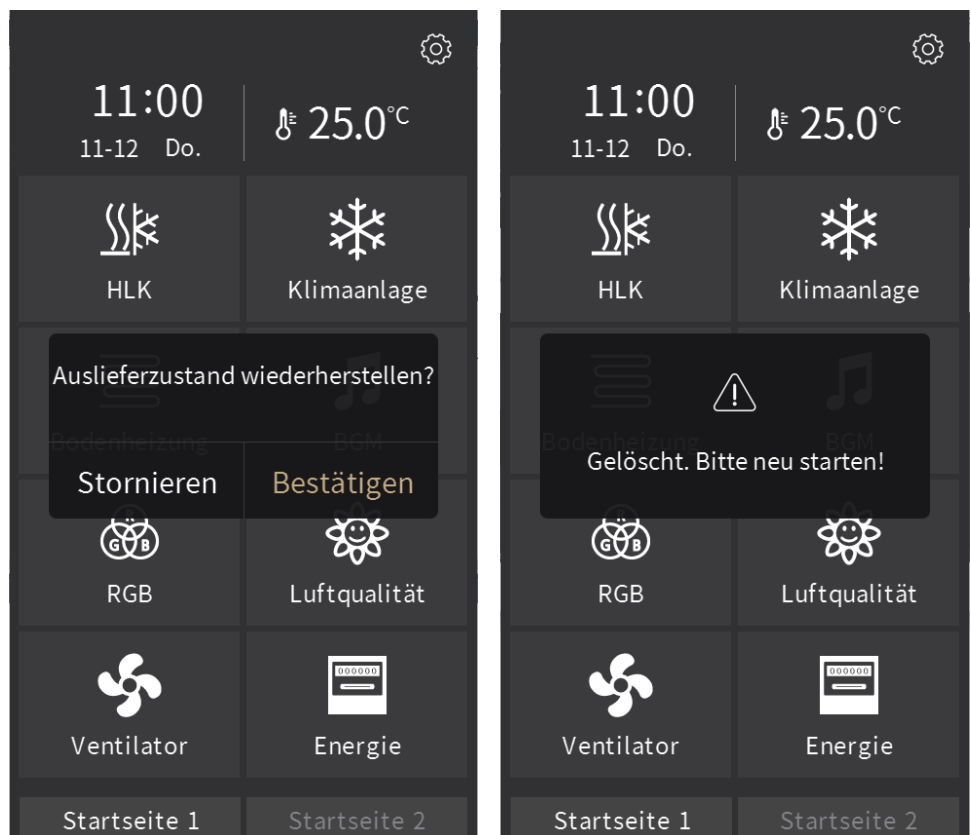 11:00
11-12 Do.
25.0°C
HLK
Klimaanlage
Auslieferzustand wiederherstellen?
Bodenheizung
BGM
Stornieren
Bestätigen
R
G B
RGB
Luftqualität
000000
Ventilator
Energie
Startseite 1
Startseite 2
11:00
11-12 Do.
25.0°C
HLK
Klimaanlage
Bodenheizung
BGM
Gelöscht. Bitte neu starten!
G B
RGB
Luftqualität
000000
Ventilator
Energie
Startseite 1
Startseite 2